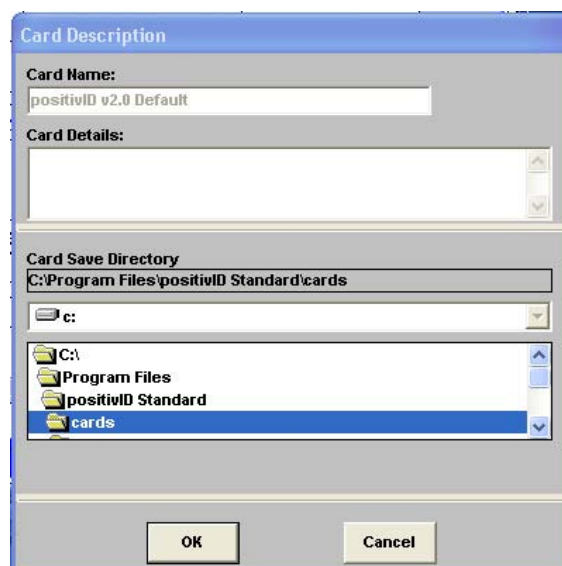 Card Description
Card Name:
positivID v2.0 Default
Card Details:
Card Save Directory
C:\Program Files\positivID Standard\cards
c:
C:\
Program Files
positivID Standard
cards
OK
Cancel